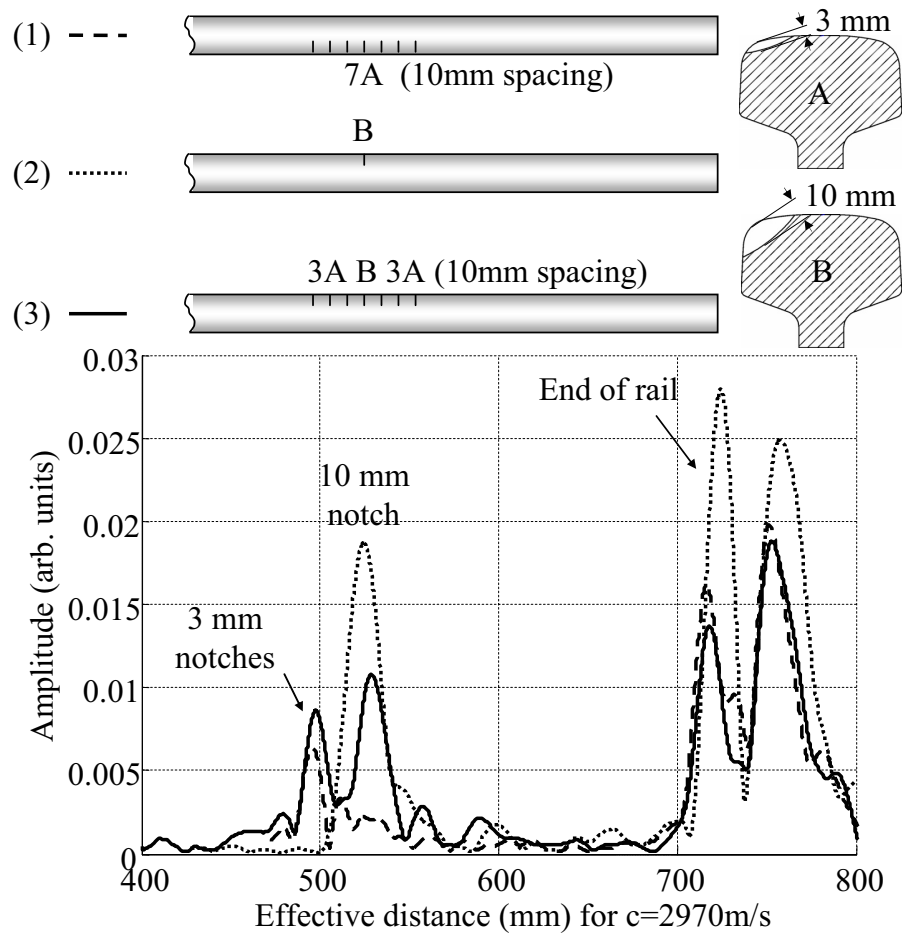 (1)
7A (10mm spacing)
3 mm
A
(2)
B
10 mm
B
(3)
3A B 3A (10mm spacing)
0.03
0.025
0.02
0.015
0.01
0.005
0
Amplitude (arb. units)
End of rail
10 mm
notch
3 mm
notches
400
500
600
700
800
Effective distance (mm) for c=2970m/s